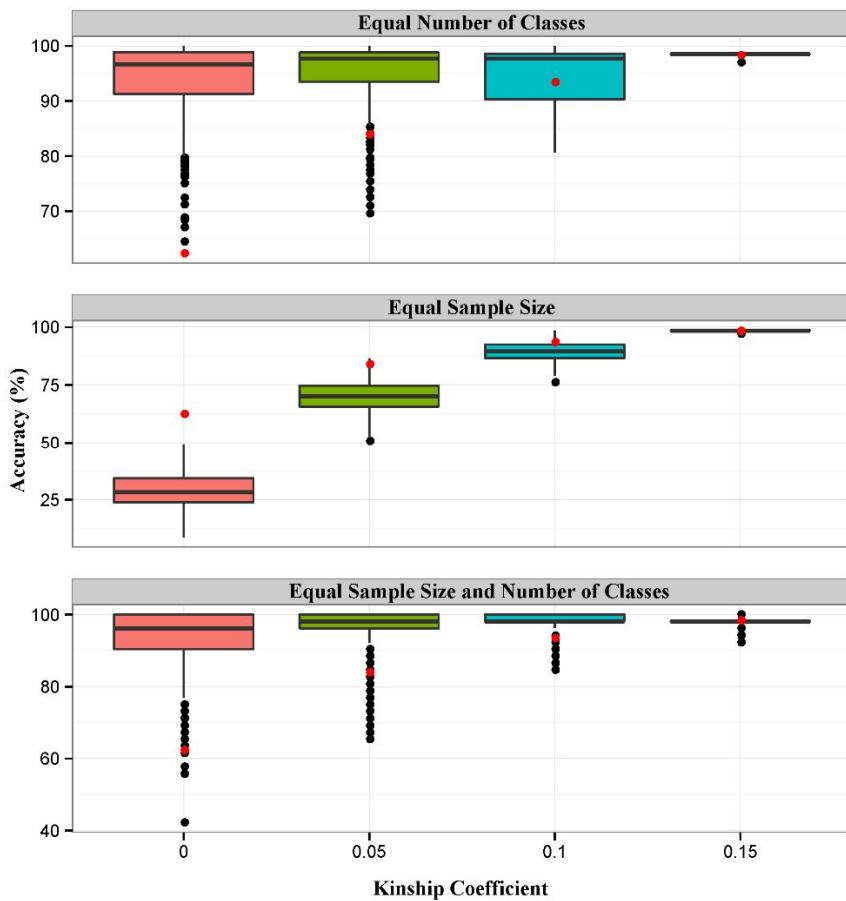 Equal Number of Classes
100
90
80
70
Equal Sample Size
100
75
50
25
Accuracy (%)
Equal Sample Size and Number of Classes
100
80
60
40
0 0.05 0.1 0.15
Kinship Coefficient